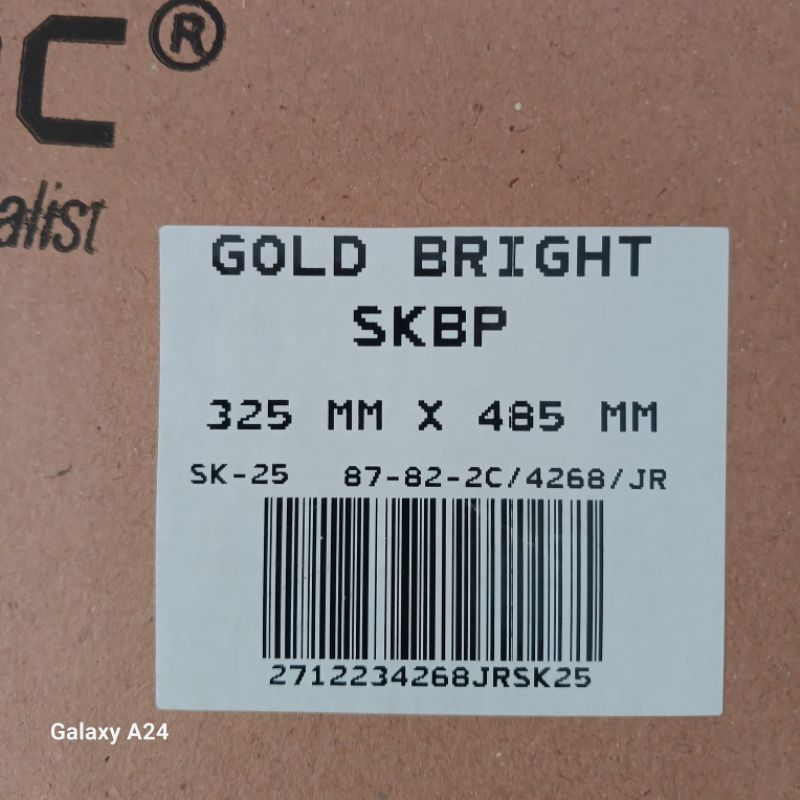 C®
alist
GOLD BRIGHT
SKBP
325 MM X 485 MM
SK-25 87-82-2C/4268/JR
2712234268JRSK25
Galaxy A24